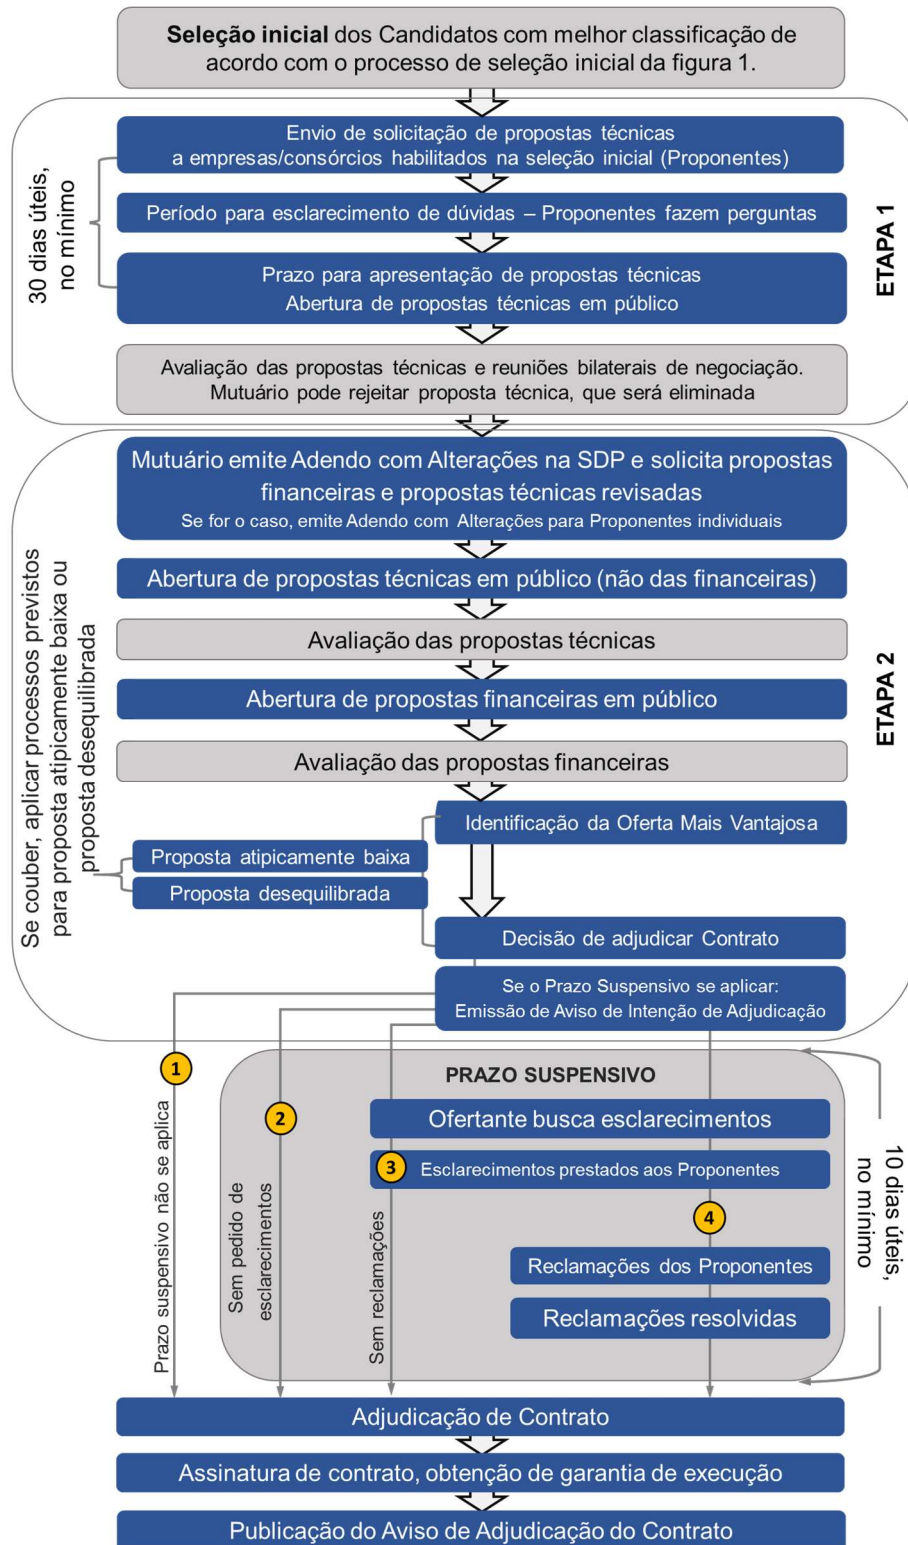 Seleção inicial dos Candidatos com melhor classificação de
acordo com o processo de seleção inicial da figura 1.
ETAPA 1
30 dias úteis,
no mínimo
Envio de solicitação de propostas técnicas
a empresas/consórcios habilitados na seleção inicial (Proponentes)
Período para esclarecimento de dúvidas – Proponentes fazem perguntas
Prazo para apresentação de propostas técnicas
Abertura de propostas técnicas em público
Avaliação das propostas técnicas e reuniões bilaterais de negociação.
Mutuário pode rejeitar proposta técnica, que será eliminada
ETAPA 2
Mutuário emite Adendo com Alterações na SDP e solicita propostas
financeiras e propostas técnicas revisadas
Se for o caso, emite Adendo com Alterações para Proponentes individuais
Abertura de propostas técnicas em público (não das financeiras)
Avaliação das propostas técnicas
Abertura de propostas financeiras em público
Avaliação das propostas financeiras
Identificação da Oferta Mais Vantajosa
Se couber, aplicar processos previstos
para proposta atipicamente baixa ou
proposta desequilibrada
Proposta atipicamente baixa
Proposta desequilibrada
Decisão de adjudicar Contrato
Se o Prazo Suspensivo se aplicar:
Emissão de Aviso de Intenção de Adjudicação
1
Prazo suspensivo não se aplica
2
Sem pedido de
esclarecimentos
PRAZO SUSPENSIVO
Ofertante busca esclarecimentos
3
Esclarecimentos prestados aos Proponentes
Sem reclamações
4
Reclamações dos Proponentes
Reclamações resolvidas
10 dias úteis,
no mínimo
Adjudicação de Contrato
Assinatura de contrato, obtenção de garantia de execução
Publicação do Aviso de Adjudicação do Contrato